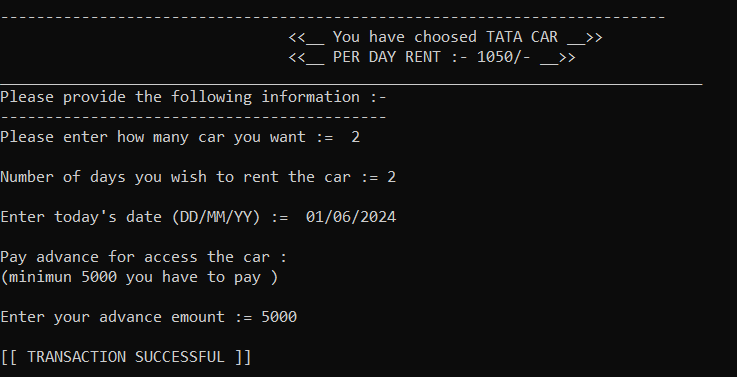 --------------------------------------------------------------------------
<<__ You have choosed TATA CAR __>>
<<__ PER DAY RENT :- 1050/- __>>
______________________________________________________________________________
Please provide the following information :-
-------------------------------------------
Please enter how many car you want :=  2
Number of days you wish to rent the car := 2
Enter today's date (DD/MM/YY) :=  01/06/2024
Pay advance for access the car :
(minimun 5000 you have to pay )
Enter your advance emount := 5000
[[ TRANSACTION SUCCESSFUL ]]